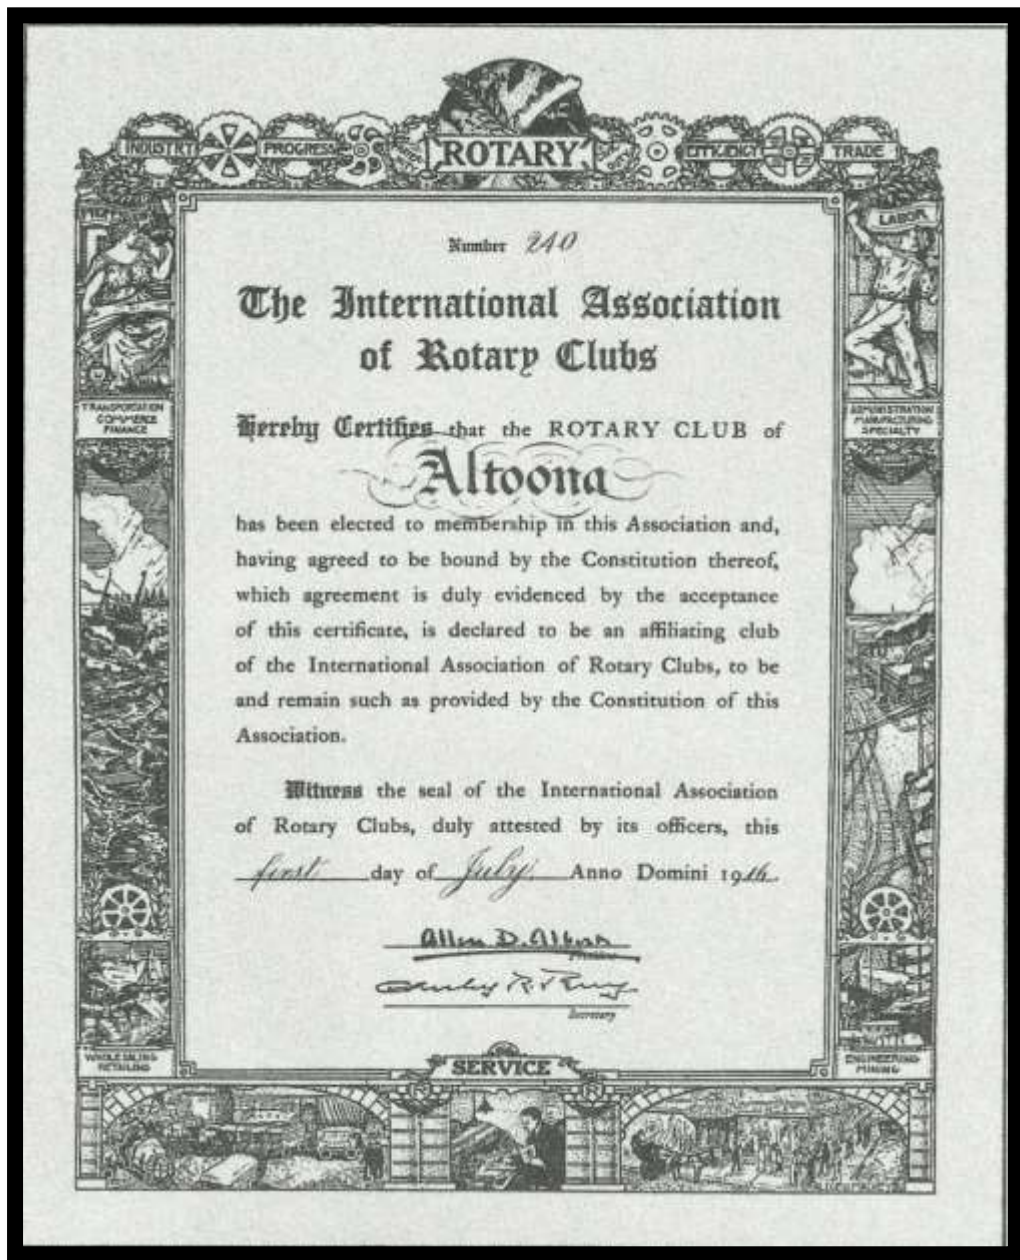 INDUSTRY PROGRESS ROTARY EFFICIENCY TRADE
LABOR
Number 240
The International Association
of Rotary Clubs
TRANSPORTATION
COMMERCE
FINANCE
ADMINISTRATION
MANUFACTURING
SPECIALTY
Hereby Certifies that the ROTARY CLUB of
Altoona
has been elected to membership in this Association and,
having agreed to be bound by the Constitution thereof,
which agreement is duly evidenced by the acceptance
of this certificate, is declared to be an affiliating club
of the International Association of Rotary Clubs, to be
and remain such as provided by the Constitution of this
Association.
Witness the seal of the International Association
of Rotary Clubs, duly attested by its officers, this
first day of July Anno Domini 1916
Allen D. Albert
President
Secretary
WHOLESALING
RETAILING
ENGINEERING
MINING
SERVICE